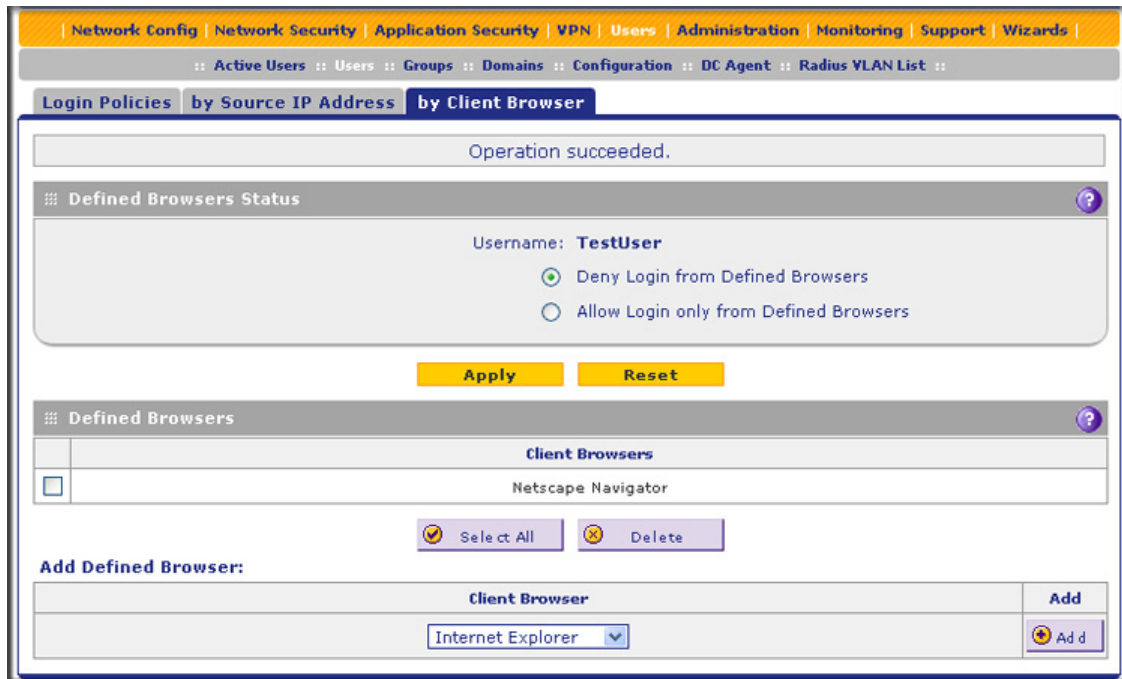 | Network Config | Network Security | Application Security | VPN | Users | Administration | Monitoring | Support | Wizards |
:: Active Users :: Users :: Groups :: Domains :: Configuration :: DC Agent :: Radius VLAN List ::
Login Policies by Source IP Address by Client Browser
Operation succeeded.
Defined Browsers Status ?
Username: TestUser
Deny Login from Defined Browsers
Allow Login only from Defined Browsers
Apply Reset
Defined Browsers ?
Client Browsers
Netscape Navigator
Select All Delete
Add Defined Browser:
Client Browser Add
Internet Explorer Add